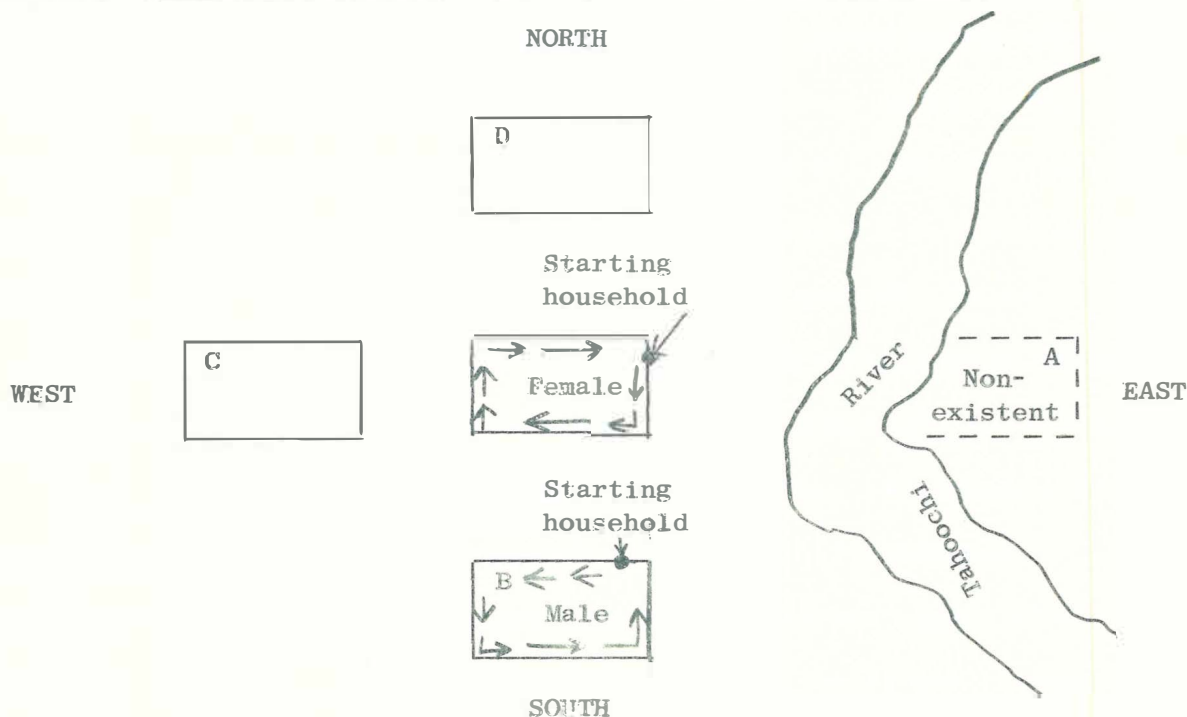 NORTH
D
Starting
household
C
Female
WEST
River
A
Non-
existent
EAST
Starting
household
Tahoochi
B
Male
SOUTH